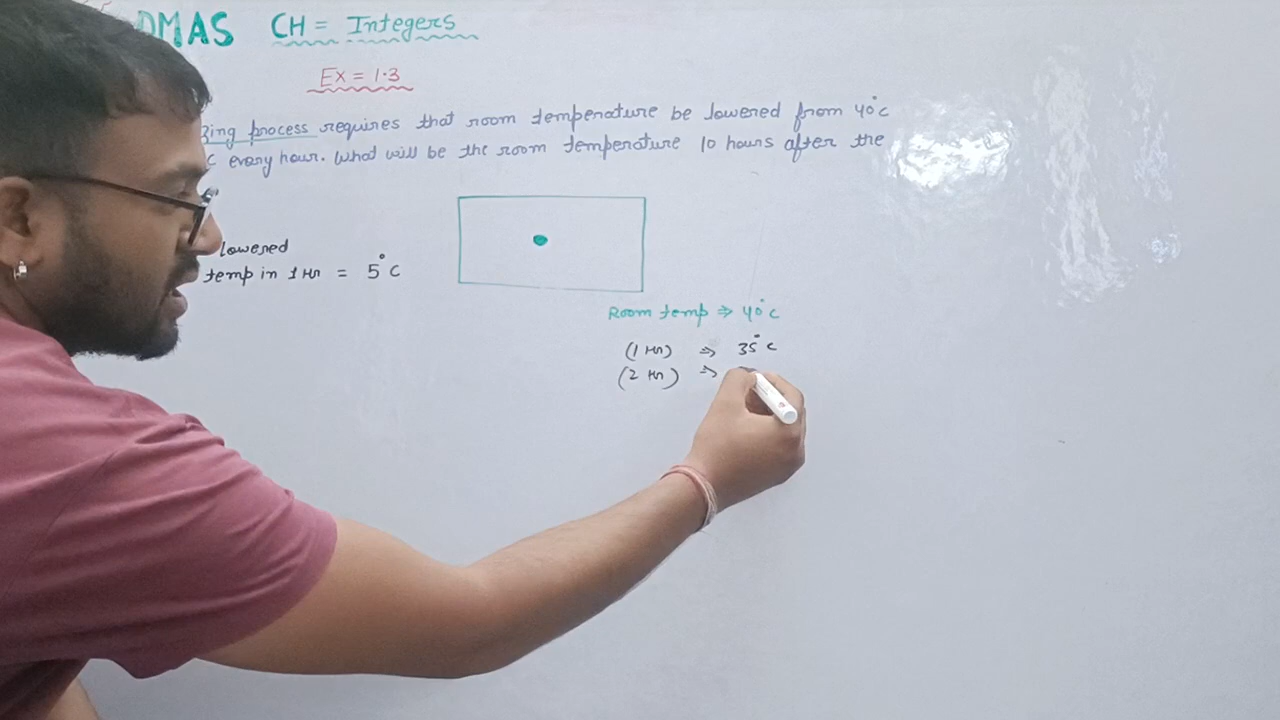 DMAS CH = Integers
Ex = 1.3
zing process requires that room temperature be lowered from 40°c
c every hour. What will be the room temperature 10 hours after the
lowered
temp in 1 Hr = 5°C
Room temp ⇒ 40°c
(1 Hr) ⇒ 35°c
(2 Hr) ⇒